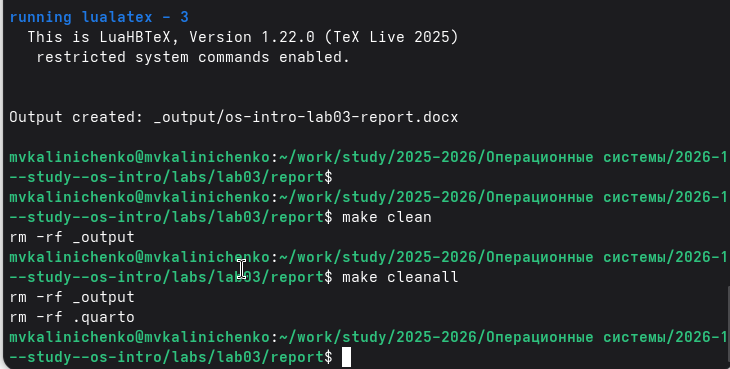 running lualatex - 3
This is LuaHBTeX, Version 1.22.0 (TeX Live 2025)
restricted system commands enabled.
Output created: _output/os-intro-lab03-report.docx
mvkalinichenko@mvkalinichenko:~/work/study/2025-2026/Операционные системы/2026-1
--study--os-intro/labs/lab03/report$
mvkalinichenko@mvkalinichenko:~/work/study/2025-2026/Операционные системы/2026-1
--study--os-intro/labs/lab03/report$ make clean
rm -rf _output
mvkalinichenko@mvkalinichenko:~/work/study/2025-2026/Операционные системы/2026-1
--study--os-intro/labs/lab03/report$ make cleanall
rm -rf _output
rm -rf .quarto
mvkalinichenko@mvkalinichenko:~/work/study/2025-2026/Операционные системы/2026-1
--study--os-intro/labs/lab03/report$